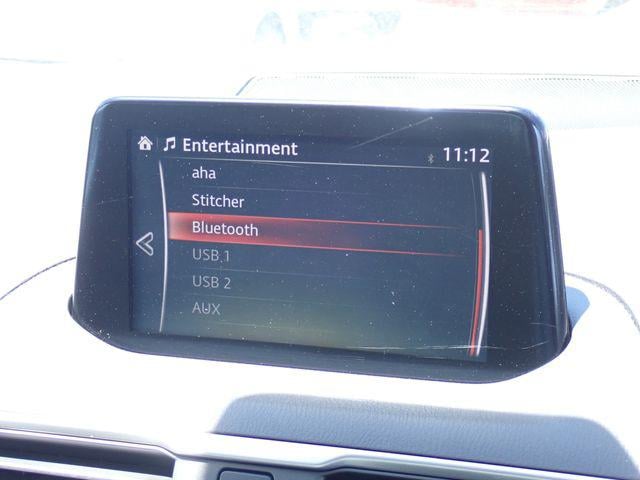 Entertainment
11:12
aha
Stitcher
Bluetooth
USB 1
USB 2
AUX